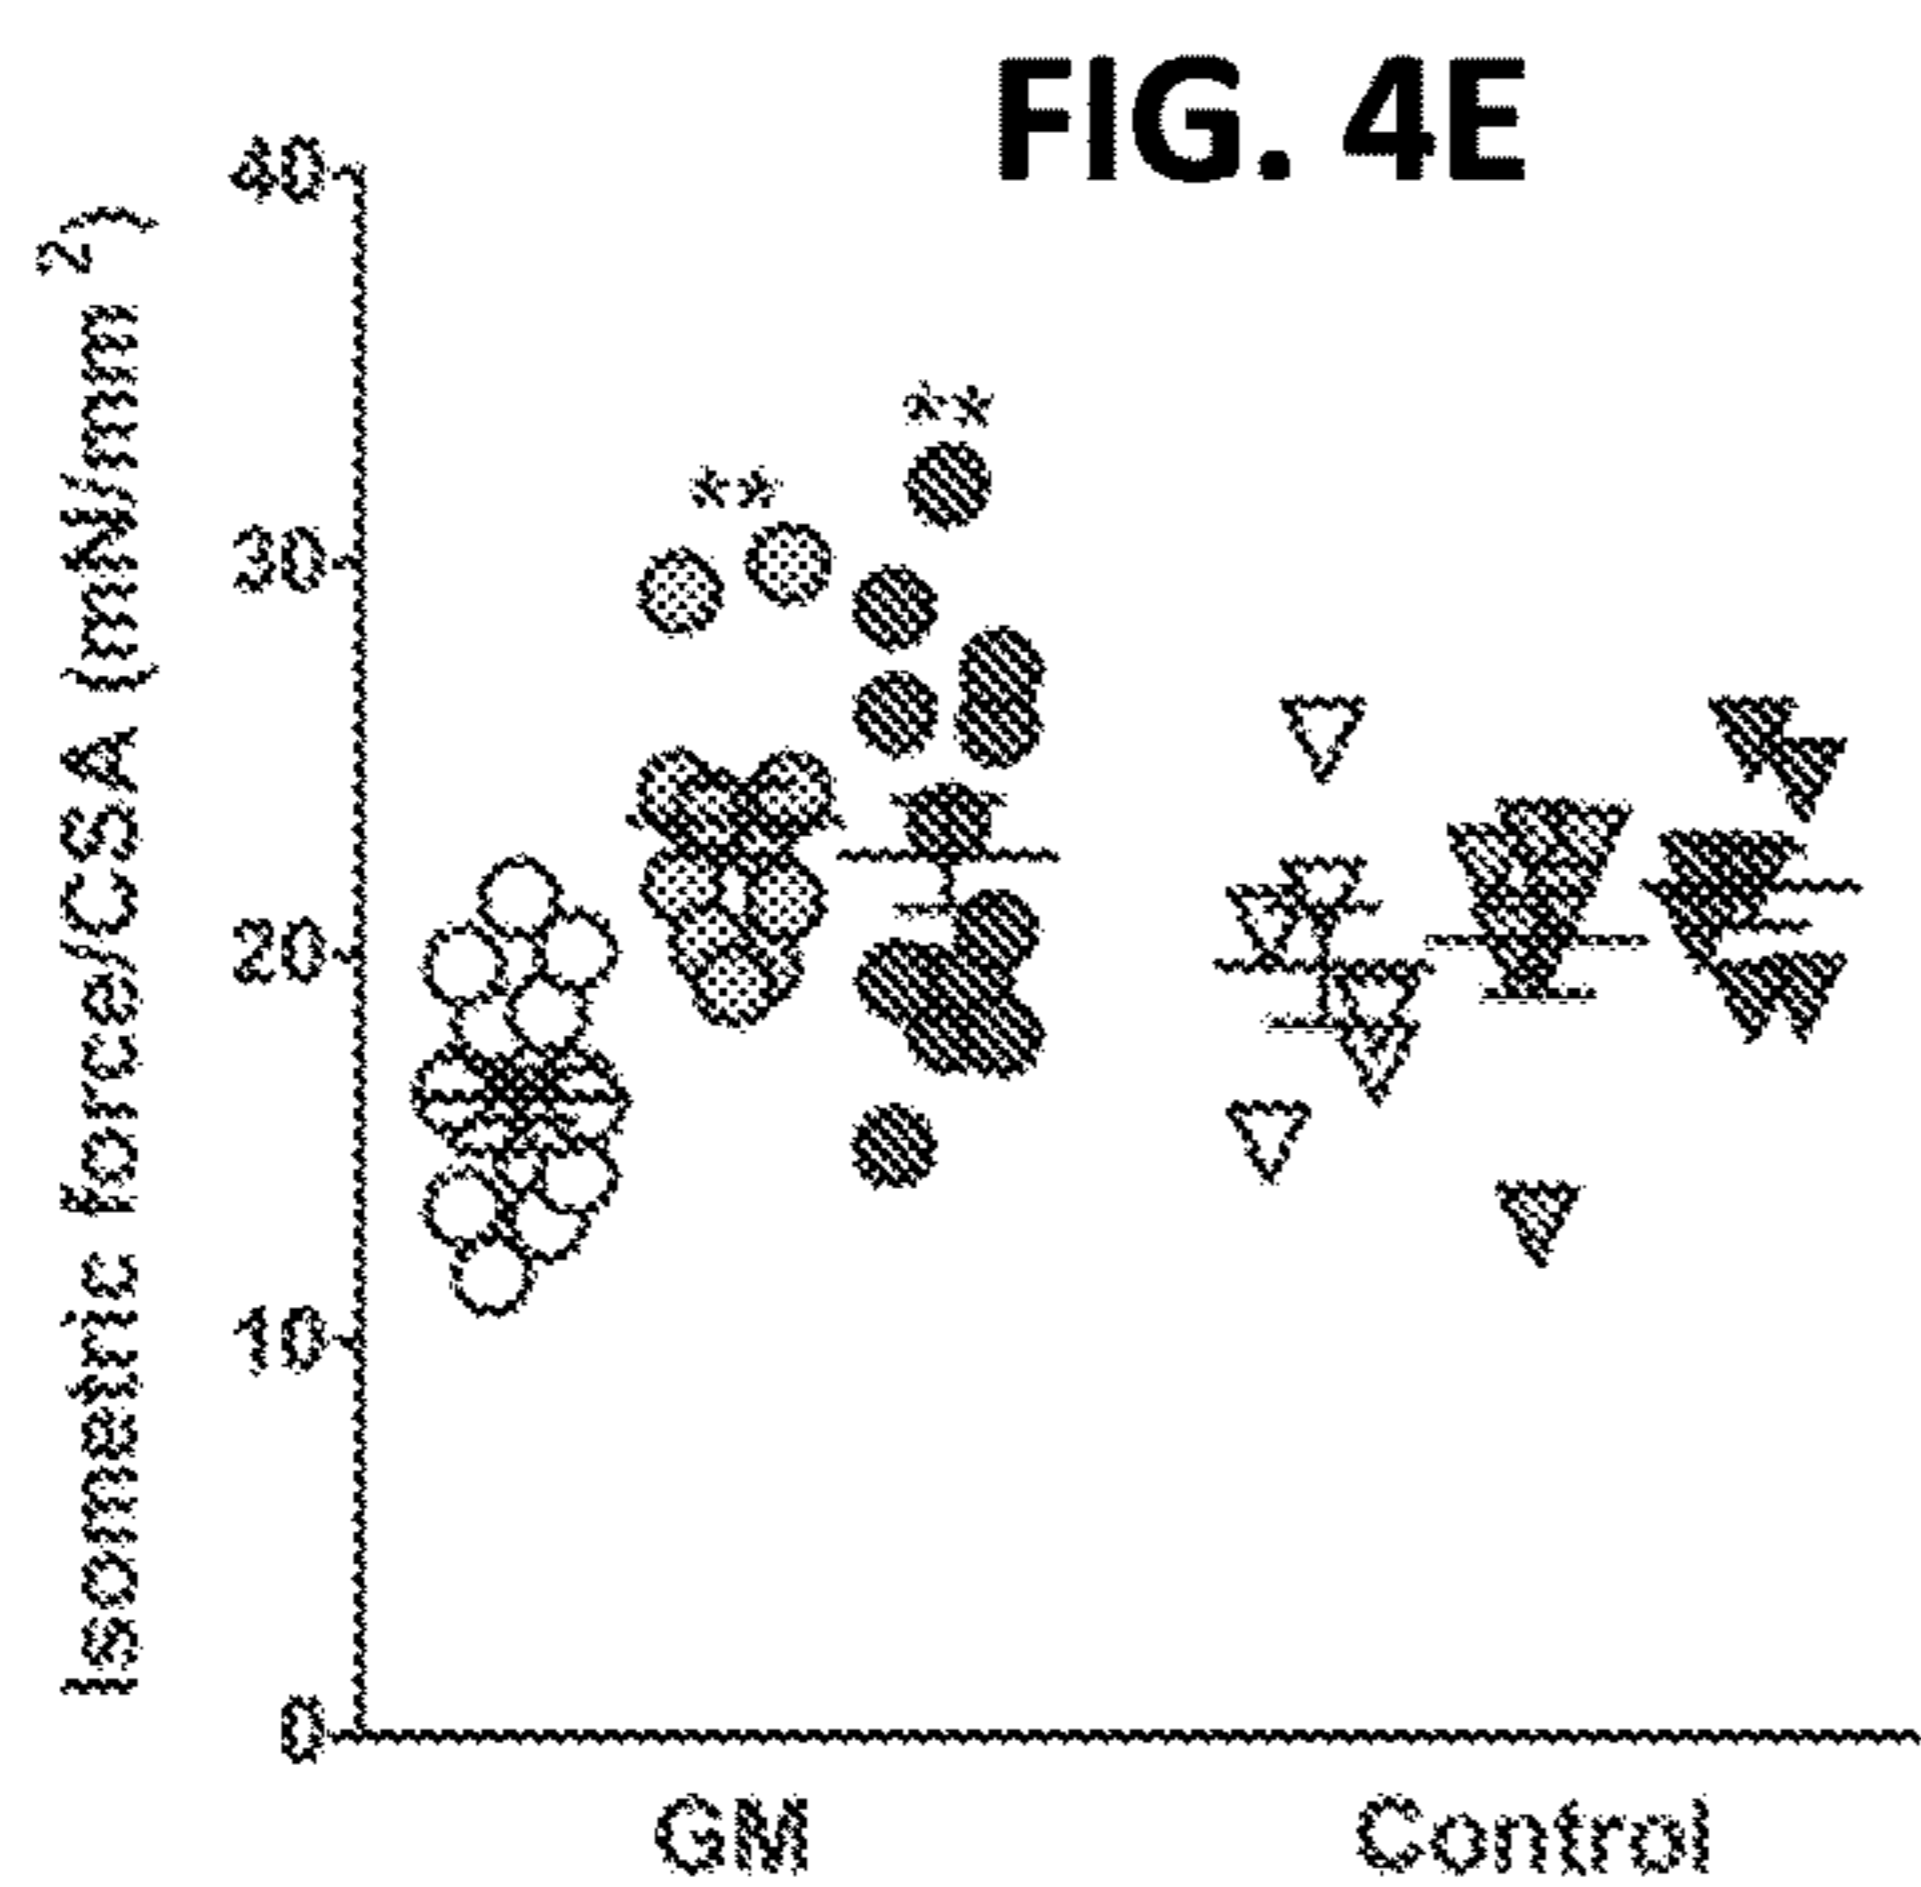 FIG. 4E
Isometric force/CSA (mN/mm²)
40
30
20
10
0
**
**
GM
Control